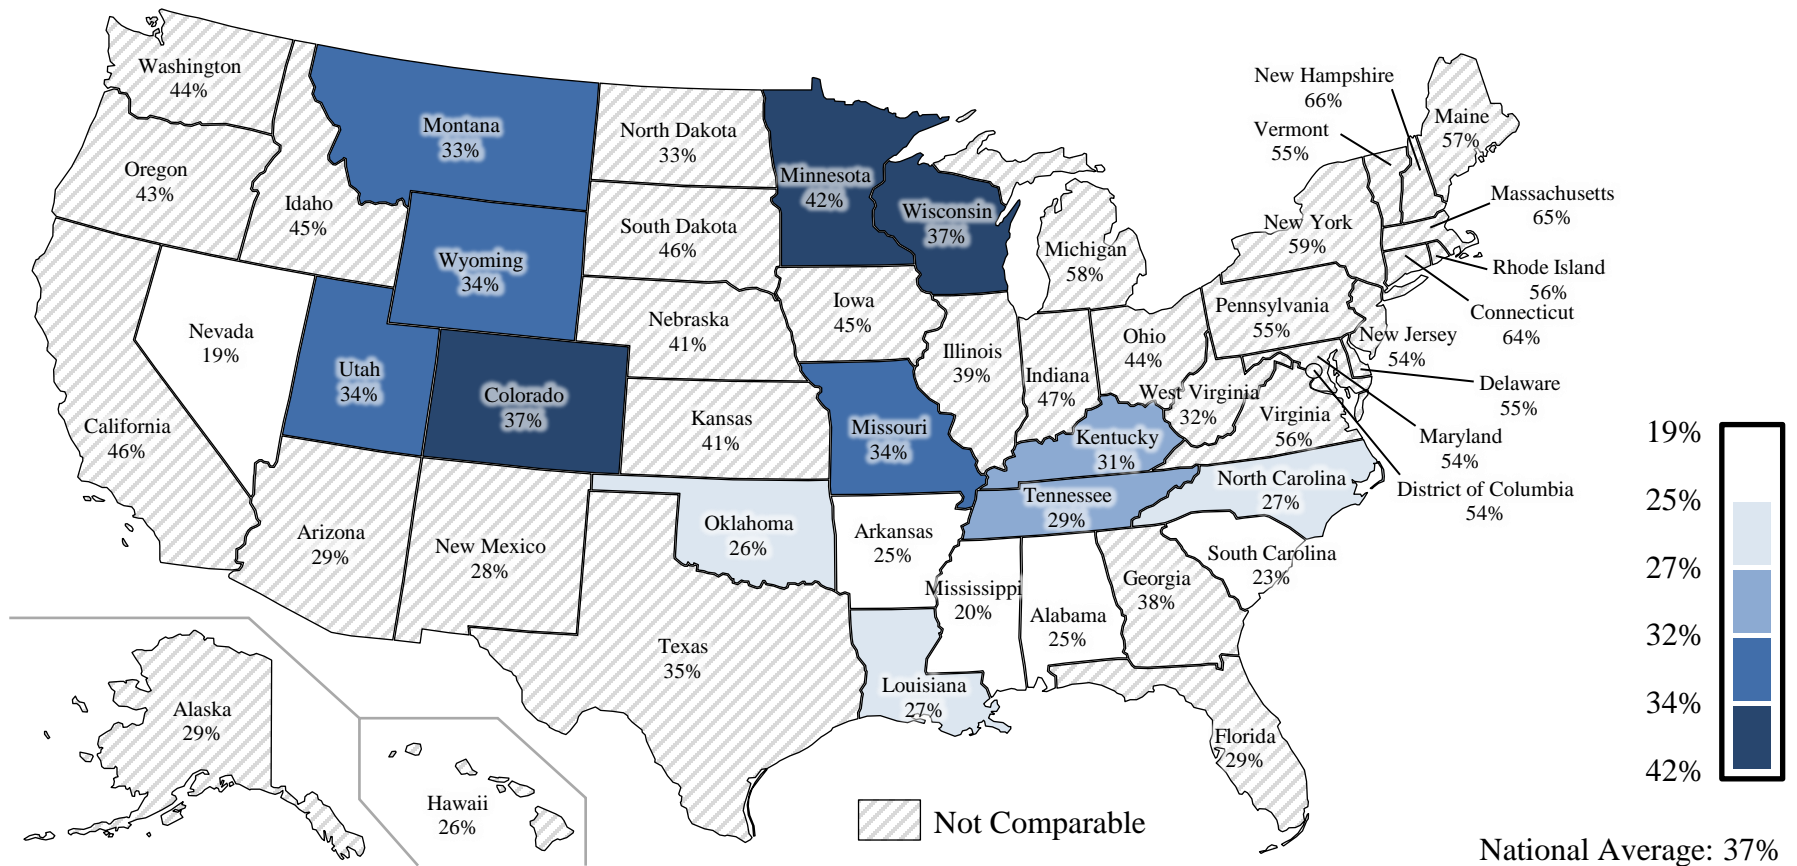 Washington
44%
Oregon
43%
Idaho
45%
Montana
33%
North Dakota
33%
Minnesota
42%
Wisconsin
37%
South Dakota
46%
Wyoming
34%
Nevada
19%
Utah
34%
Colorado
37%
California
46%
Nebraska
41%
Iowa
45%
Kansas
41%
Missouri
34%
Illinois
39%
Indiana
47%
Michigan
58%
Ohio
44%
Kentucky
31%
Tennessee
29%
West Virginia
32%
Virginia
56%
North Carolina
27%
South Carolina
23%
Georgia
38%
Florida
29%
Alabama
25%
Mississippi
20%
Louisiana
27%
Arkansas
25%
Oklahoma
26%
Texas
35%
New Mexico
28%
Arizona
29%
Alaska
29%
Hawaii
26%
New Hampshire
66%
Vermont
55%
Maine
57%
Massachusetts
65%
New York
59%
Rhode Island
56%
Connecticut
64%
Pennsylvania
55%
New Jersey
54%
Delaware
55%
Maryland
54%
District of Columbia
54%
19%
25%
27%
32%
34%
42%
Not Comparable
National Average: 37%